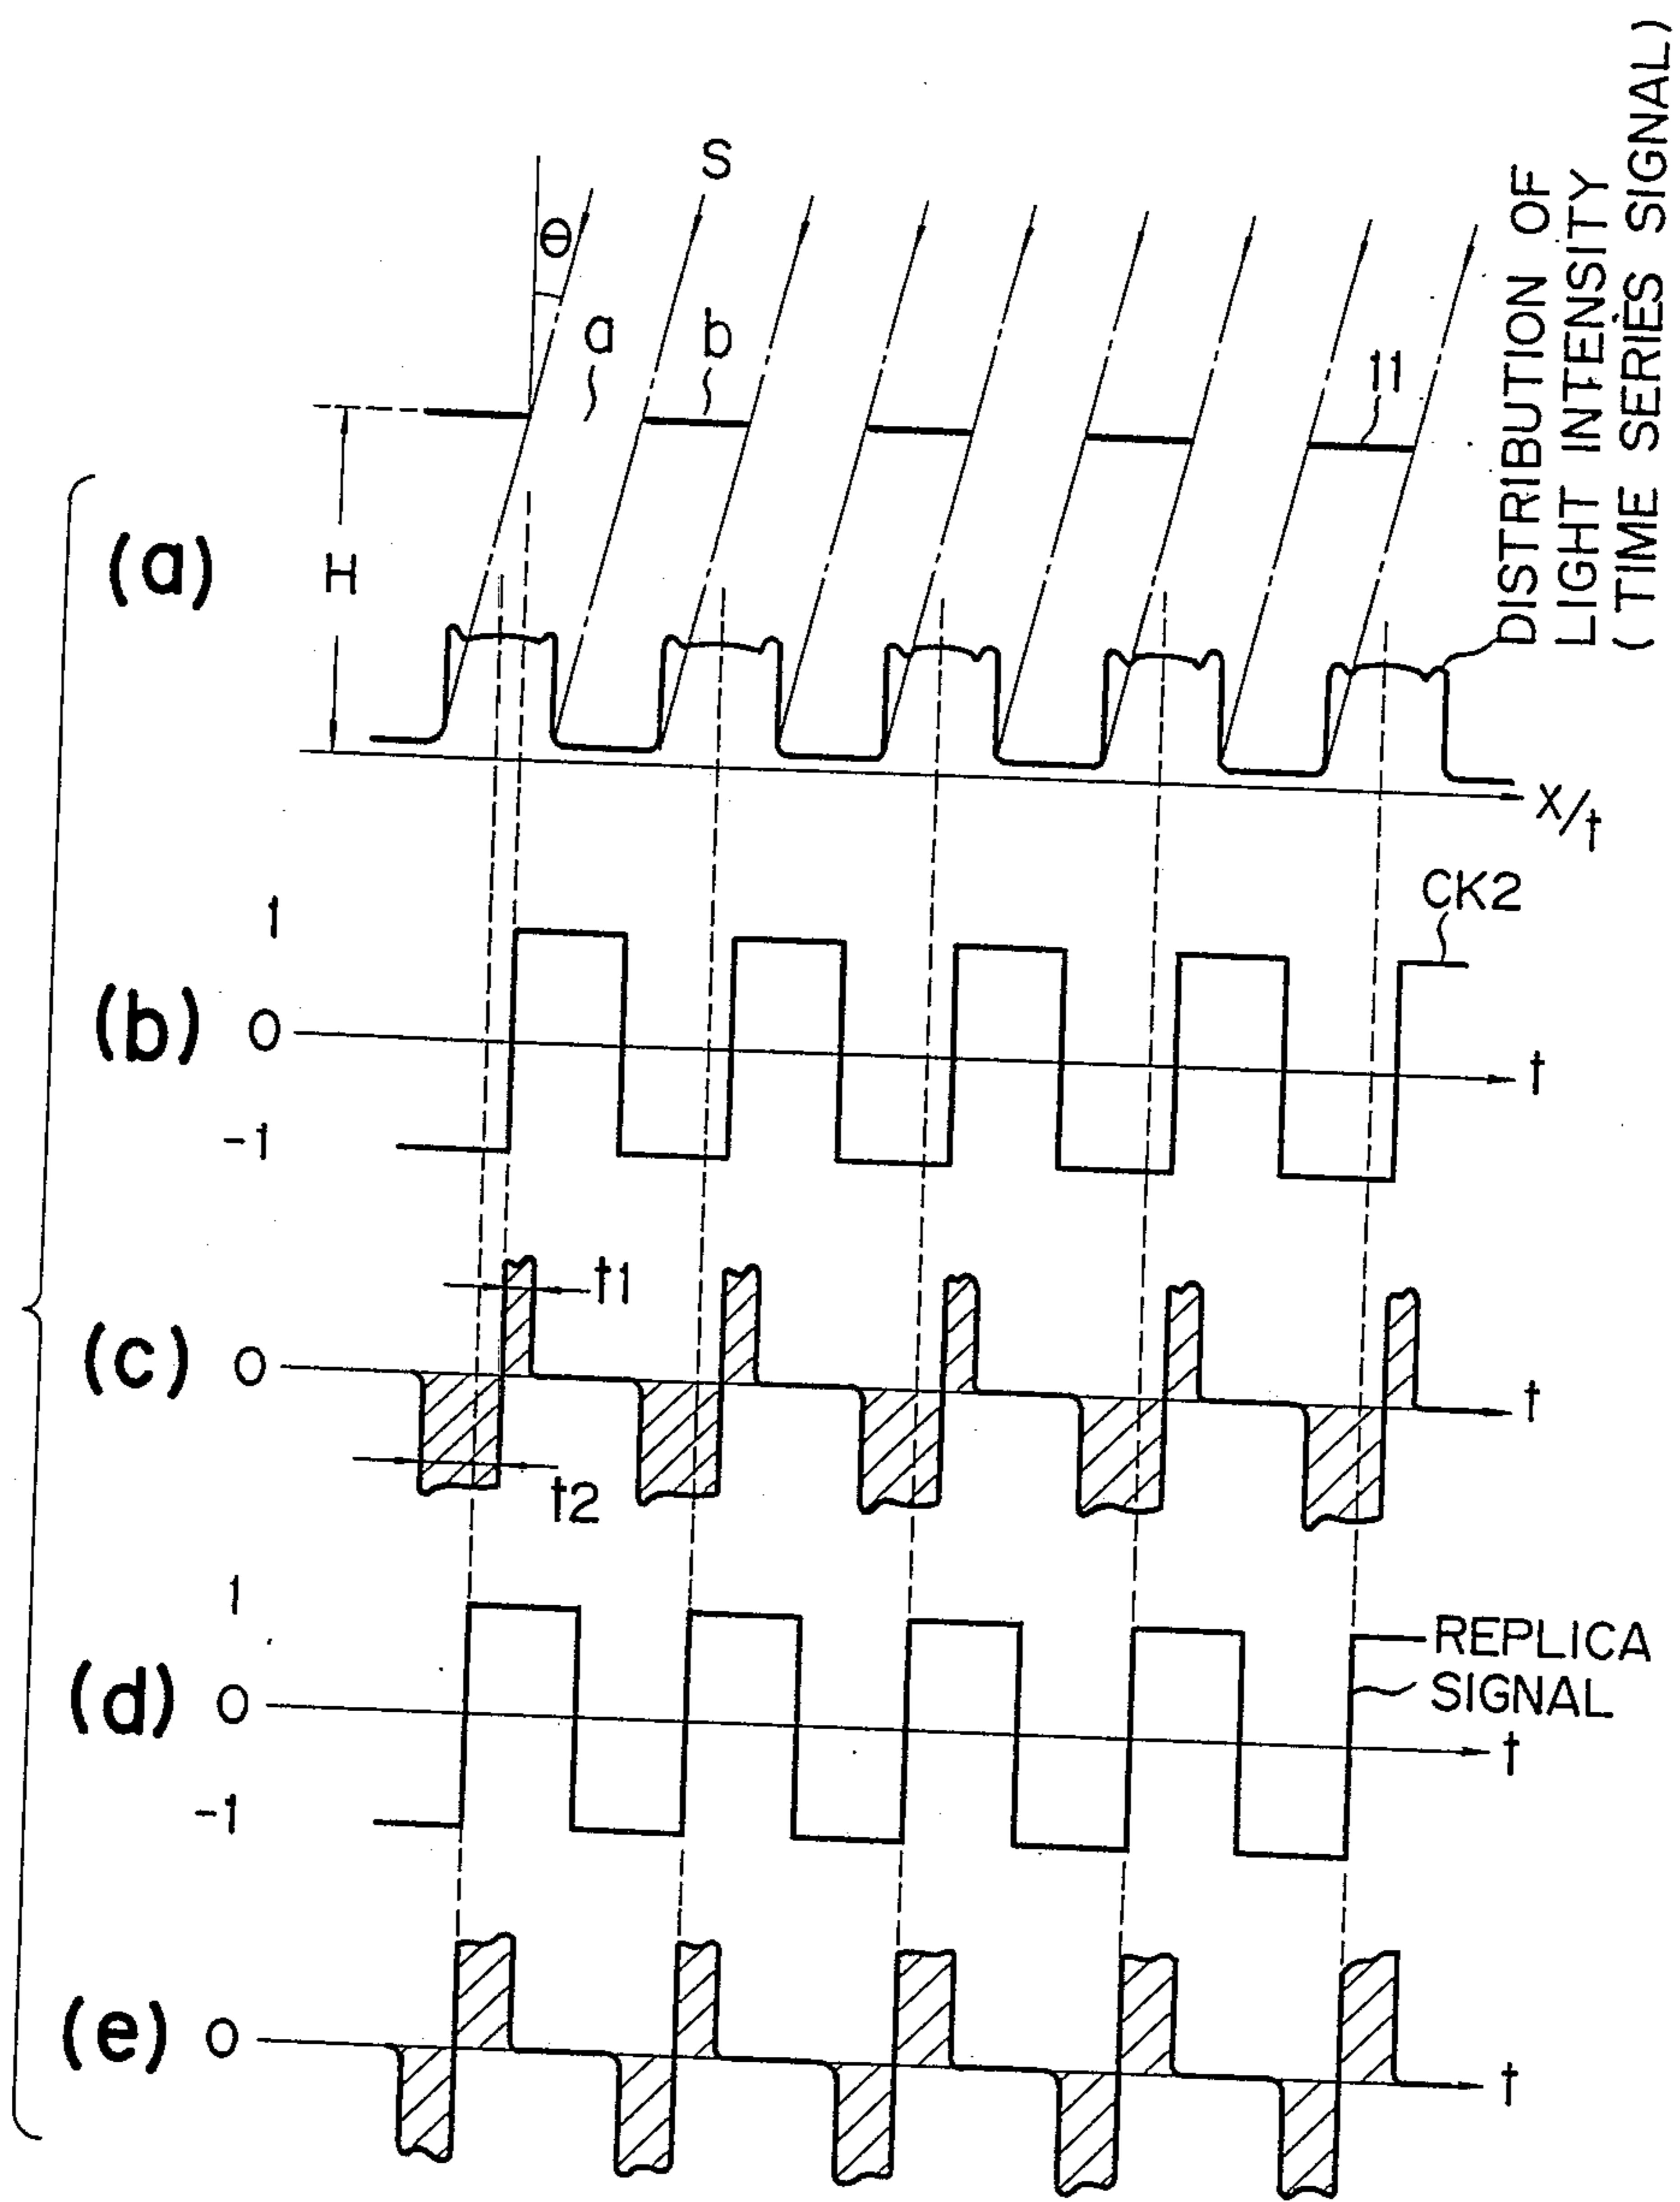 S
θ
a
b
11
H
(a)
DISTRIBUTION OF
LIGHT INTENSITY
(TIME SERIES SIGNAL)
X/t
(b)
1
0
-1
CK2
t
(c)
0
t1
t2
t
(d)
1
0
-1
REPLICA
SIGNAL
t
(e)
0
t